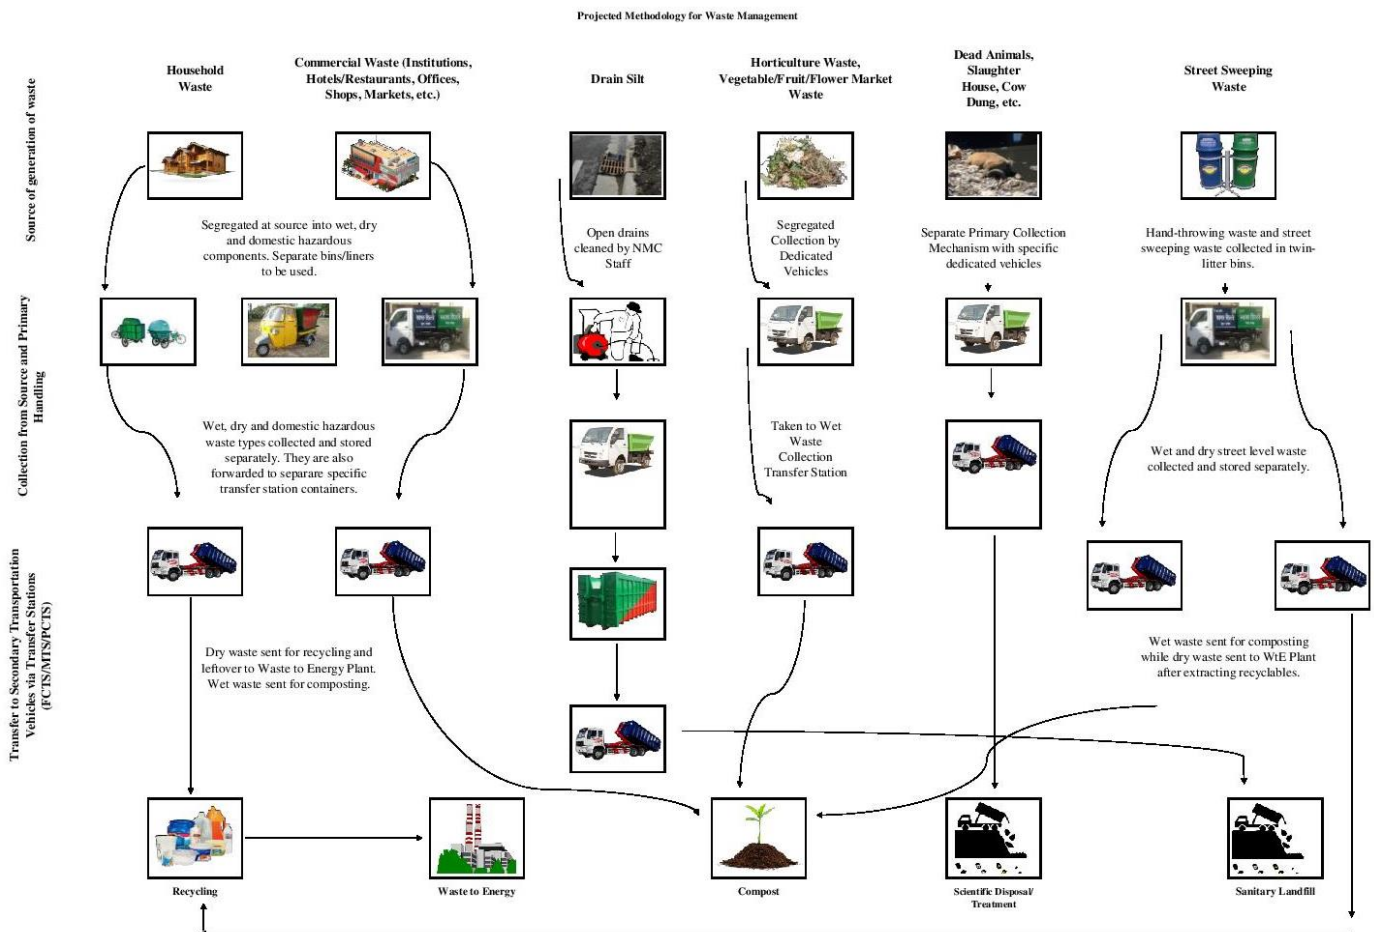 Projected Methodology for Waste Management
Source of generation of waste
Household
Waste
Commercial Waste (Institutions,
Hotels/Restaurants, Offices,
Shops, Markets, etc.)
Drain Silt
Horticulture Waste,
Vegetable/Fruit/Flower Market
Waste
Dead Animals,
Slaughter
House, Cow
Dung, etc.
Street Sweeping
Waste
Segregated at source into wet, dry
and domestic hazardous
components. Separate bins/liners
to be used.
Open drains
cleaned by NMC
Staff
Segregated
Collection by
Dedicated
Vehicles
Separate Primary Collection
Mechanism with specific
dedicated vehicles
Hand-throwing waste and street
sweeping waste collected in twin-
litter bins.
Collection from Source and Primary
Handling
Wet, dry and domestic hazardous
waste types collected and stored
separately. They are also
forwarded to separare specific
transfer station containers.
Taken to Wet
Waste
Collection
Transfer Station
Wet and dry street level waste
collected and stored separately.
Transfer to Secondary Transportation
Vehicles via Transfer Stations
(FCTS/MTS/PCTS)
Dry waste sent for recycling and
leftover to Waste to Energy Plant.
Wet waste sent for composting.
Wet waste sent for composting
while dry waste sent to WtE Plant
after extracting recyclables.
Recycling
Waste to Energy
Compost
Scientific Disposal/
Treatment
Sanitary Landfill